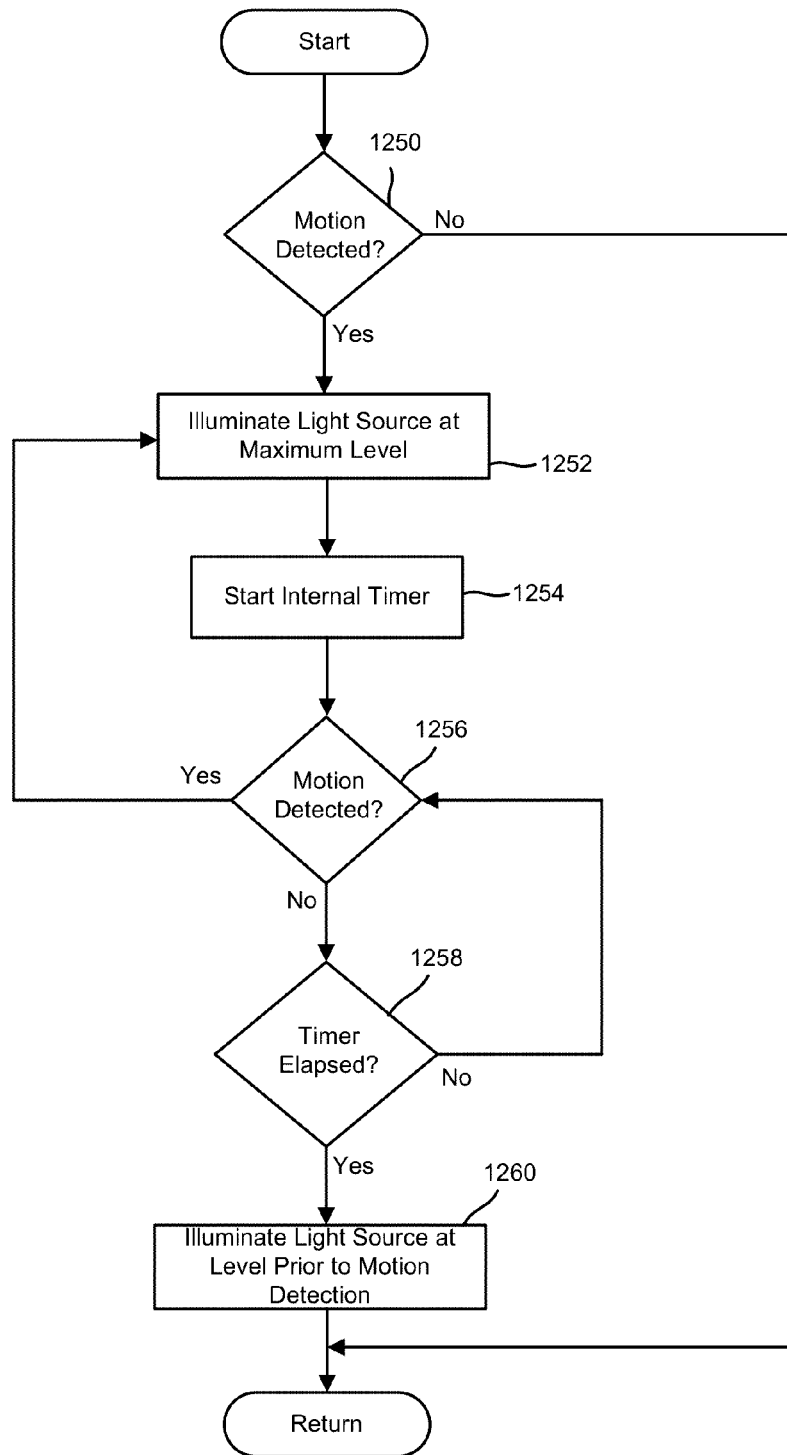 Start
1250
Motion
Detected?
No
Yes
Illuminate Light Source at
Maximum Level
1252
Start Internal Timer
1254
1256
Yes
Motion
Detected?
No
1258
Timer
Elapsed?
No
Yes
1260
Illuminate Light Source at
Level Prior to Motion
Detection
Return